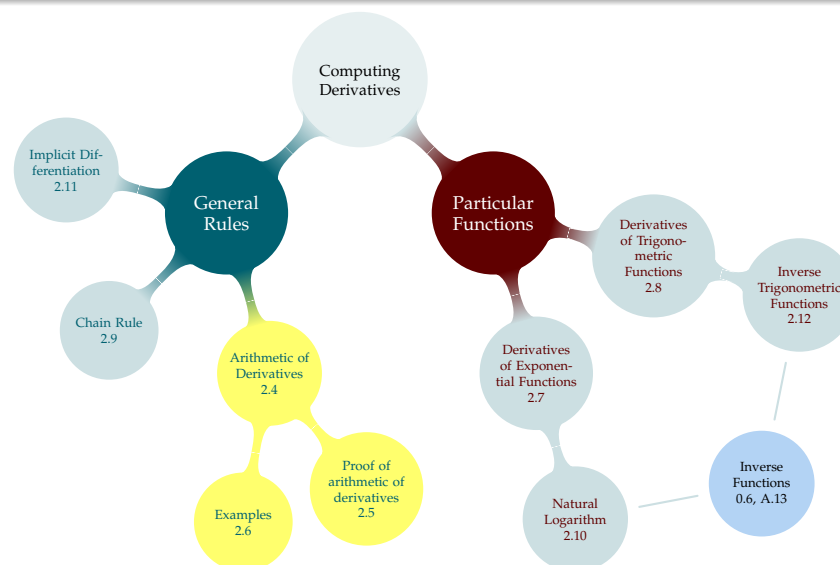 Computing
Derivatives
General
Rules
Implicit Dif-
ferentiation
2.11
Chain Rule
2.9
Arithmetic of
Derivatives
2.4
Examples
2.6
Proof of
arithmetic of
derivatives
2.5
Particular
Functions
Derivatives
of Trigono-
metric
Functions
2.8
Inverse
Trigonometric
Functions
2.12
Derivatives
of Exponen-
tial Functions
2.7
Natural
Logarithm
2.10
Inverse
Functions
0.6, A.13